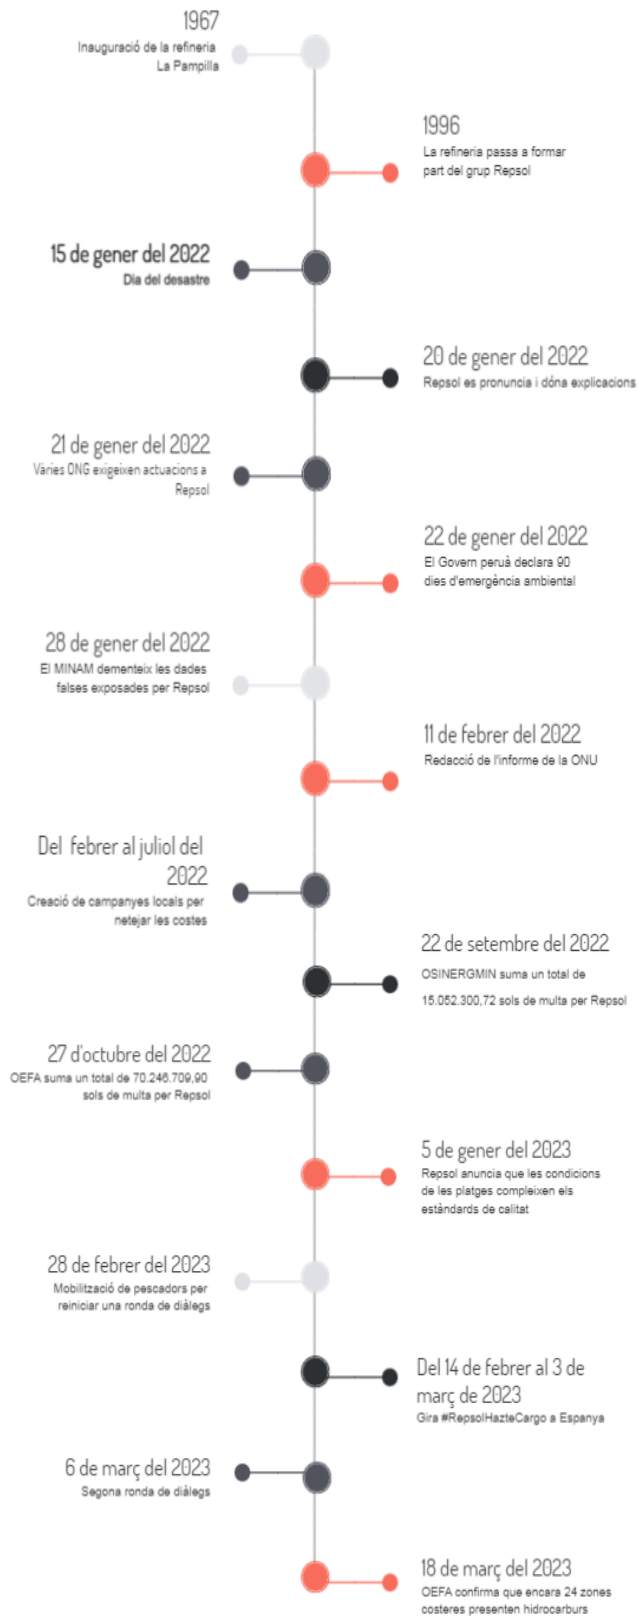 1967
Inauguració de la refineria
La Pampilla
1996
La refineria passa a formar
part del grup Repsol
15 de gener del 2022
Dia del desastre
20 de gener del 2022
Repsol es pronuncia i dóna explicacions
21 de gener del 2022
Vàries ONG exigeixen actuacions a
Repsol
22 de gener del 2022
El Govern peruà declara 90
dies d'emergència ambiental
28 de gener del 2022
El MINAM dementeix les dades
falses exposades per Repsol
11 de febrer del 2022
Redacció de l'informe de la ONU
Del febrer al juliol del
2022
Creació de campanyes locals per
netejar les costes
22 de setembre del 2022
OSINERGMIN suma un total de
15.052.300,72 sols de multa per Repsol
27 d'octubre del 2022
OEFA suma un total de 70.246.709,90
sols de multa per Repsol
5 de gener del 2023
Repsol anuncia que les condicions
de les platges compleixen els
estàndards de calitat
28 de febrer del 2023
Mobilització de pescadors per
reiniciar una ronda de diàlegs
Del 14 de febrer al 3 de
març de 2023
Gira #RepsolHazteCargo a Espanya
6 de març del 2023
Segona ronda de diàlegs
18 de març del 2023
OEFA confirma que encara 24 zones
costeres presenten hidrocarburs